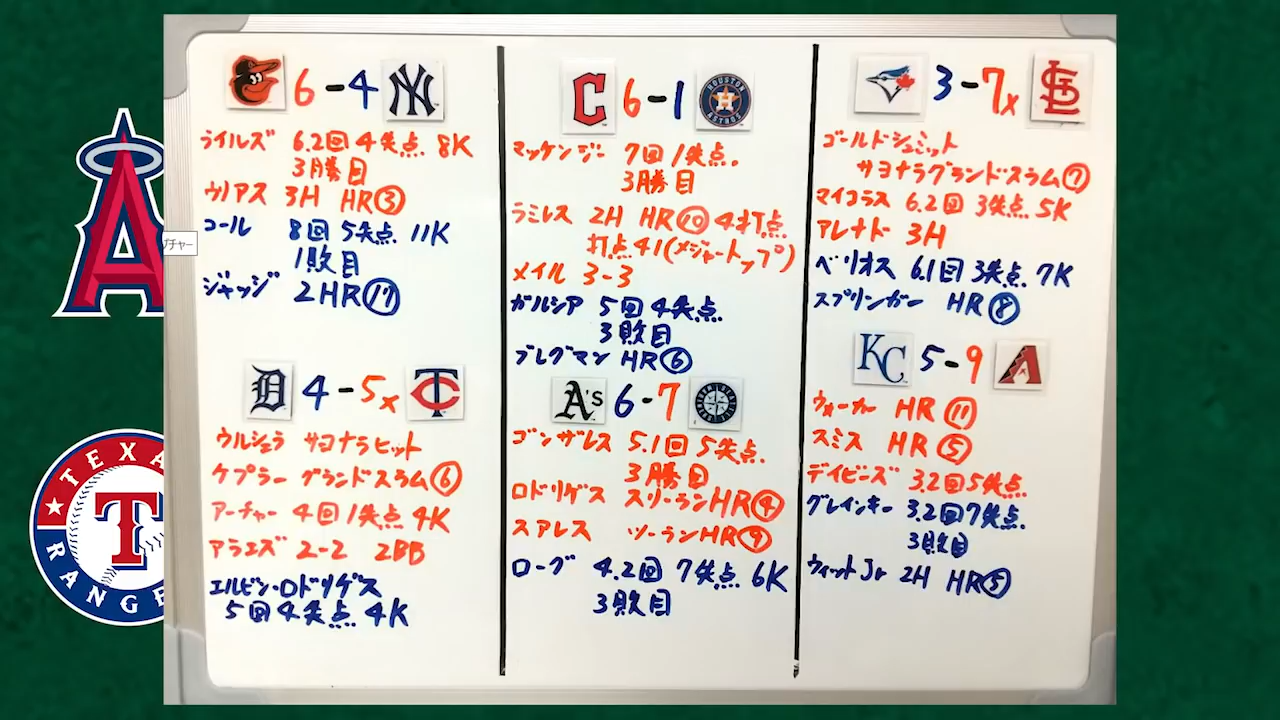 6-4
ライルズ 6.2回 4失点 8K
3勝目
ウリアス 3H HR③
コール 8回 5失点 11K
1敗目
ジャッジ 2HR⑰
6-1
マッケンジー 7回 1失点.
3勝目
ラミレス 2H HR⑩ 4打点
打点41(メジャートップ)
メイル 3-3
ガルシア 5回 4失点.
3敗目
ブレグマン HR⑥
3-7x
ゴールドシュミット
サヨナラグランドスラム⑦
マイコラス 6.2回 3失点 5K
アレナド 3H
ベリオス 6.1回 3失点 7K
スプリンガー HR⑧
4-5x
ウルシェラ サヨナラヒット
ケプラー グランドスラム⑥
アーチャー 4回 1失点 4K
アラエズ 2-2 2BB
エルビン・ロドリゲス
5回 4失点 4K
A's 6-7
ゴンザレス 5.1回 5失点.
3勝目
ロドリゲス スリーランHR④
スアレス ツーランHR⑨
ローグ 4.2回 7失点 6K
3敗目
KC 5-9
ウォーカー HR⑪
スミス HR⑤
デイビーズ 3.2回5失点.
グレインキー 3.2回7失点.
3敗目
ウィットJr 2H HR⑤
TEXA
RANGE
T
プチャー
HOUSTON
ASTROS